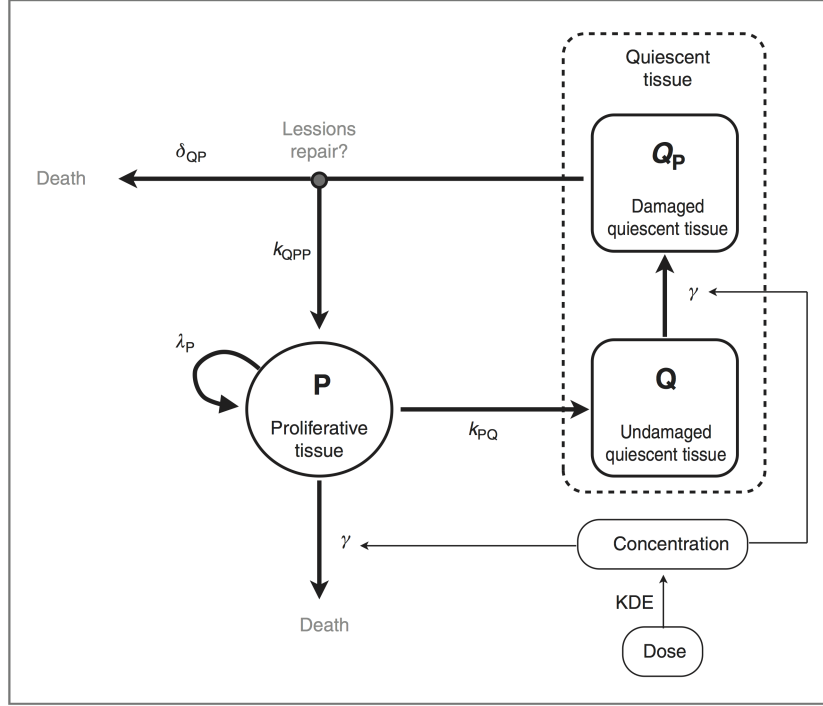 Quiescent
tissue
Lessions
repair?
δQP
Death
QP
Damaged
quiescent tissue
kQPP
γ
λP
P
Proliferative
tissue
kPQ
Q
Undamaged
quiescent tissue
γ
Concentration
KDE
Death
Dose